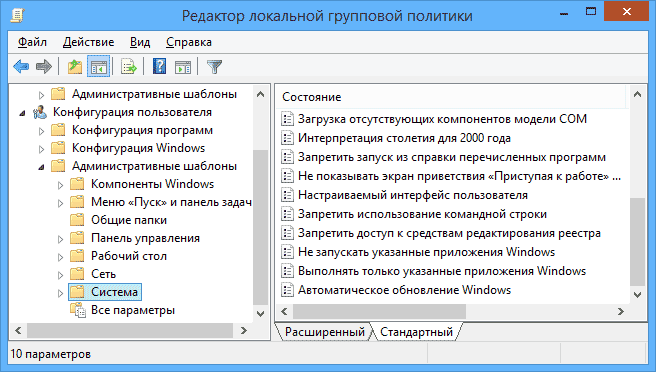 Редактор локальной групповой политики
Файл Действие Вид Справка
Административные шаблоны
Конфигурация пользователя
Конфигурация программ
Конфигурация Windows
Административные шаблоны
Компоненты Windows
Меню «Пуск» и панель задач
Общие папки
Панель управления
Рабочий стол
Сеть
Система
Все параметры
Состояние
Загрузка отсутствующих компонентов модели COM
Интерпретация столетия для 2000 года
Запретить запуск из справки перечисленных программ
Не показывать экран приветствия «Приступая к работе» ...
Настраиваемый интерфейс пользователя
Запретить использование командной строки
Запретить доступ к средствам редактирования реестра
Не запускать указанные приложения Windows
Выполнять только указанные приложения Windows
Автоматическое обновление Windows
Расширенный Стандартный
10 параметров